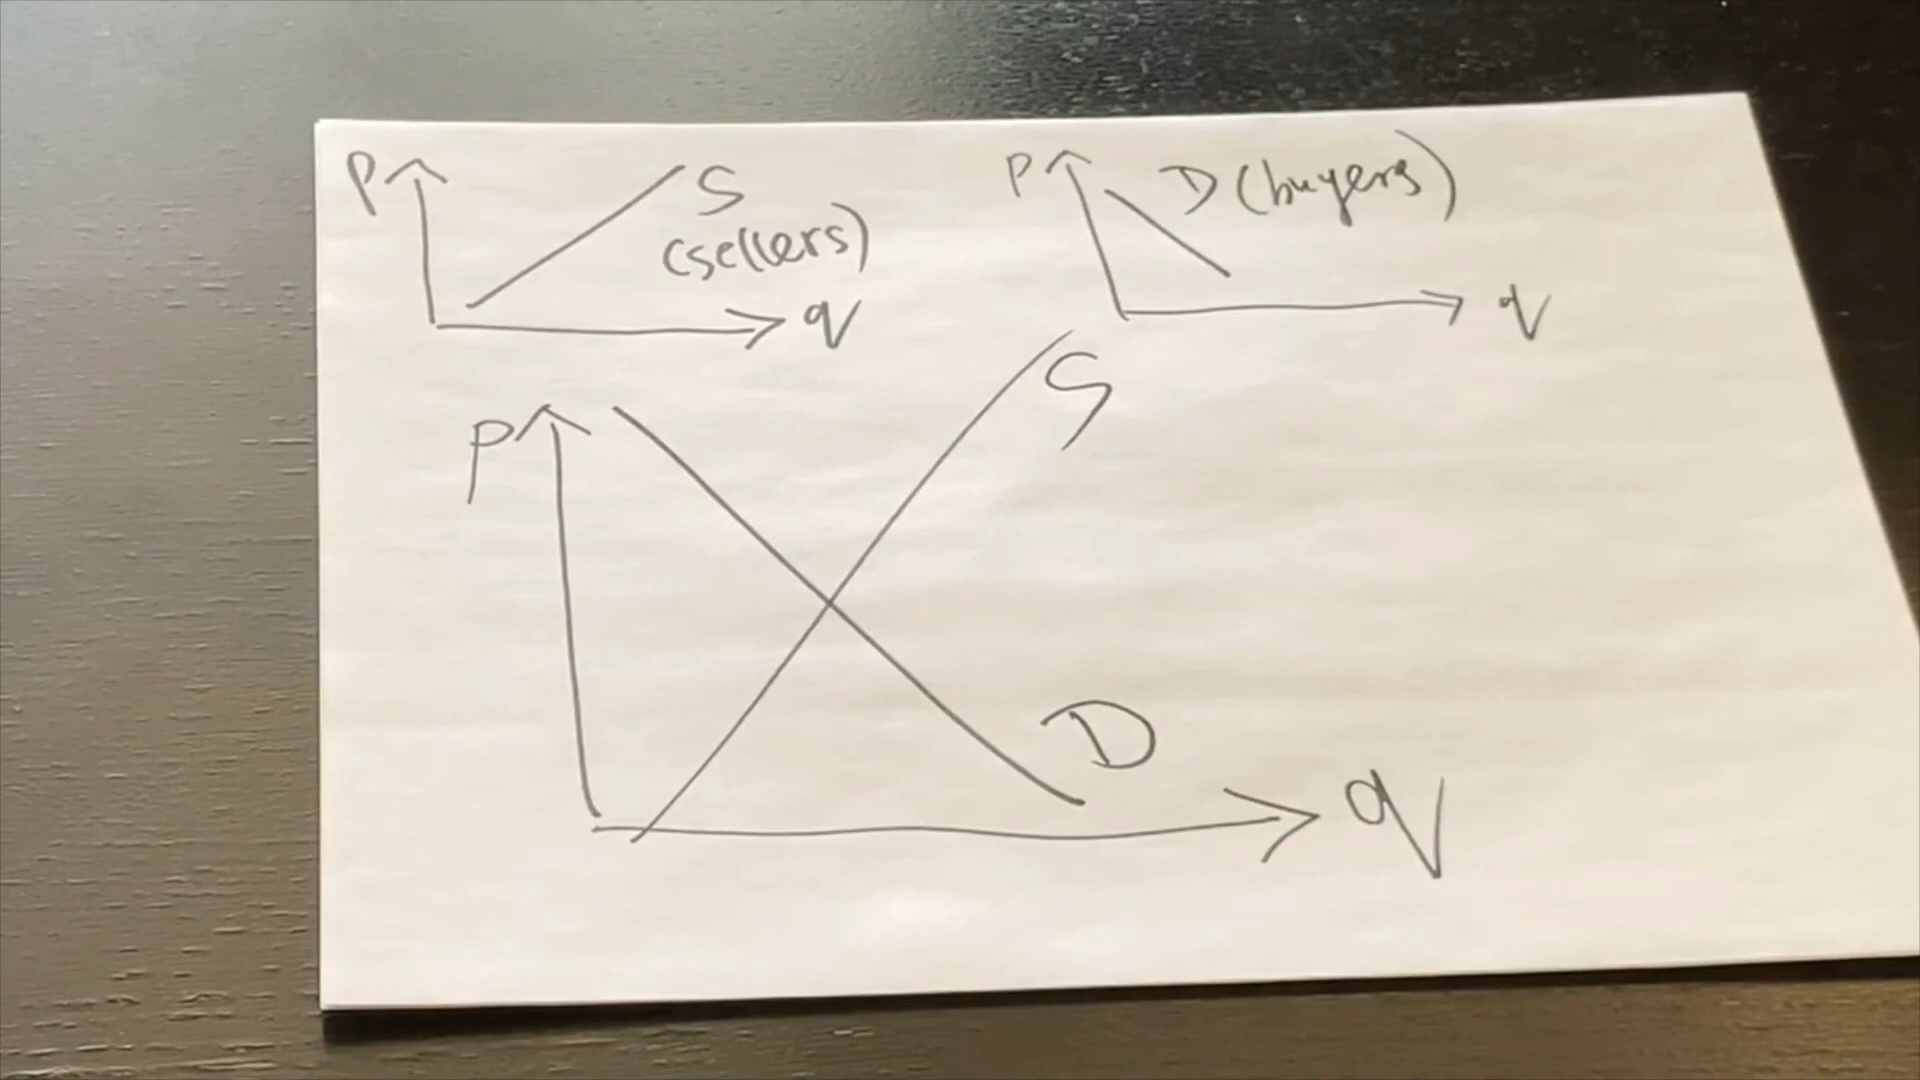 P S
(sellers)
q
P D (buyers)
q
P S
D
q